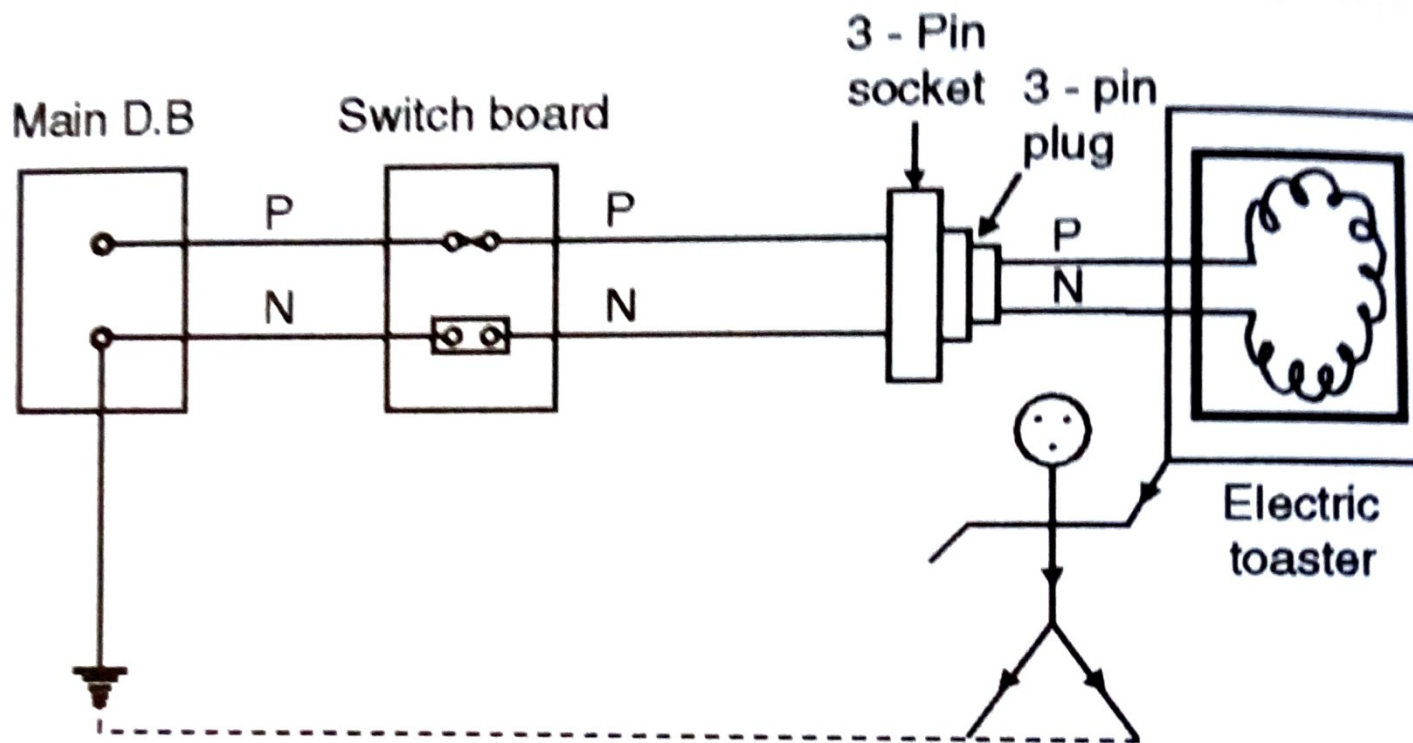 3 - Pin
socket
3 - pin
plug
Main D.B
Switch board
P
P
P
N
N
N
Electric
toaster